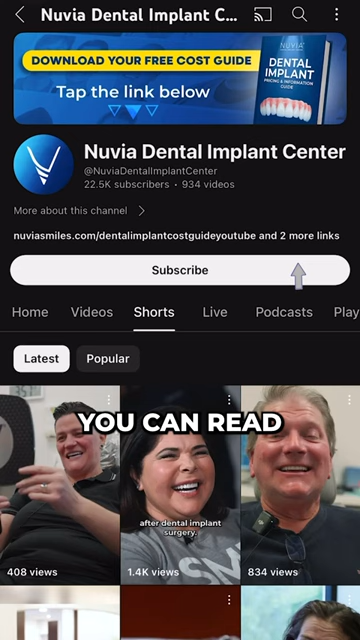 Nuvia Dental Implant C...
DOWNLOAD YOUR FREE COST GUIDE
Tap the link below
NUVIA
DENTAL
IMPLANT
PRICING & INFORMATION
GUIDE
Nuvia Dental Implant Center
@NuviaDentalImplantCenter
22.5K subscribers • 934 videos
More about this channel
nuviasmiles.com/dentalimplantcostguideyoutube and 2 more links
Subscribe
Home Videos Shorts Live Podcasts Play
Latest Popular
YOU CAN READ
after dental implant
surgery.
408 views 1.4K views 834 views